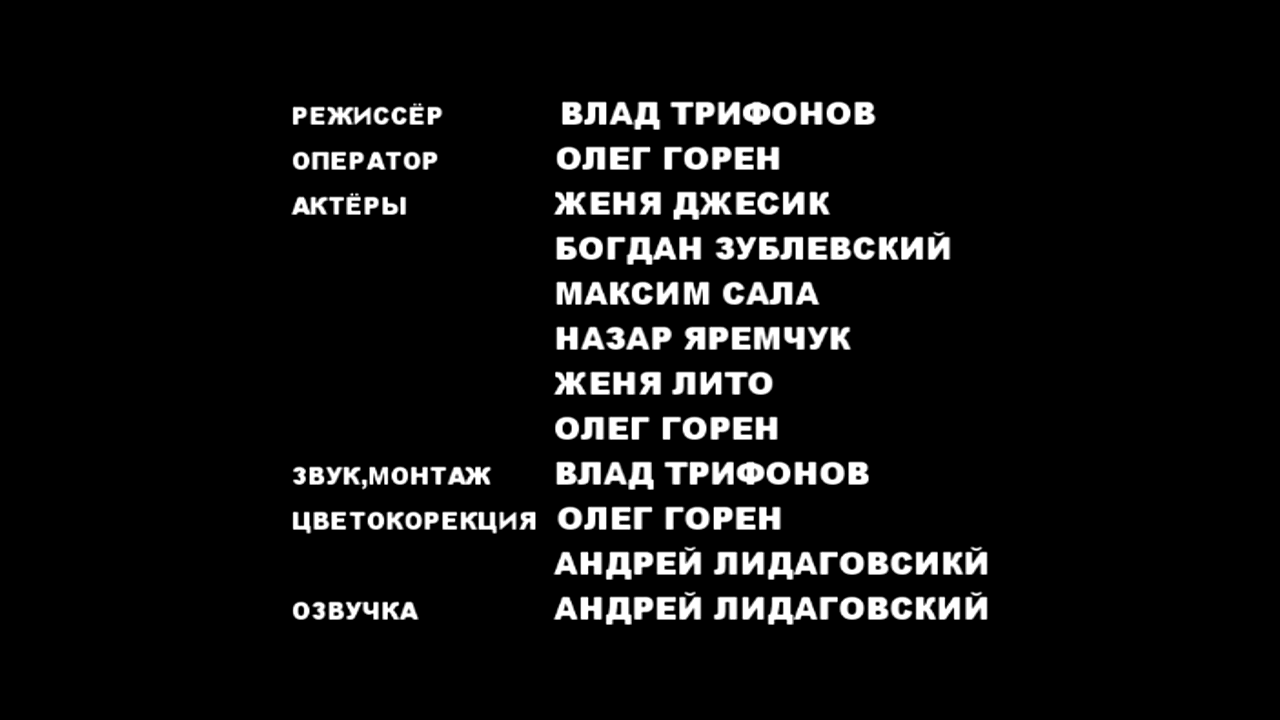 РЕЖИССЁР ВЛАД ТРИФОНОВ
ОПЕРАТОР ОЛЕГ ГОРЕН
АКТЁРЫ ЖЕНЯ ДЖЕСИК
БОГДАН ЗУБЛЕВСКИЙ
МАКСИМ САЛА
НАЗАР ЯРЕМЧУК
ЖЕНЯ ЛИТО
ОЛЕГ ГОРЕН
ЗВУК,МОНТАЖ ВЛАД ТРИФОНОВ
ЦВЕТОКОРЕКЦИЯ ОЛЕГ ГОРЕН
АНДРЕЙ ЛИДАГОВСИКЙ
ОЗВУЧКА АНДРЕЙ ЛИДАГОВСКИЙ